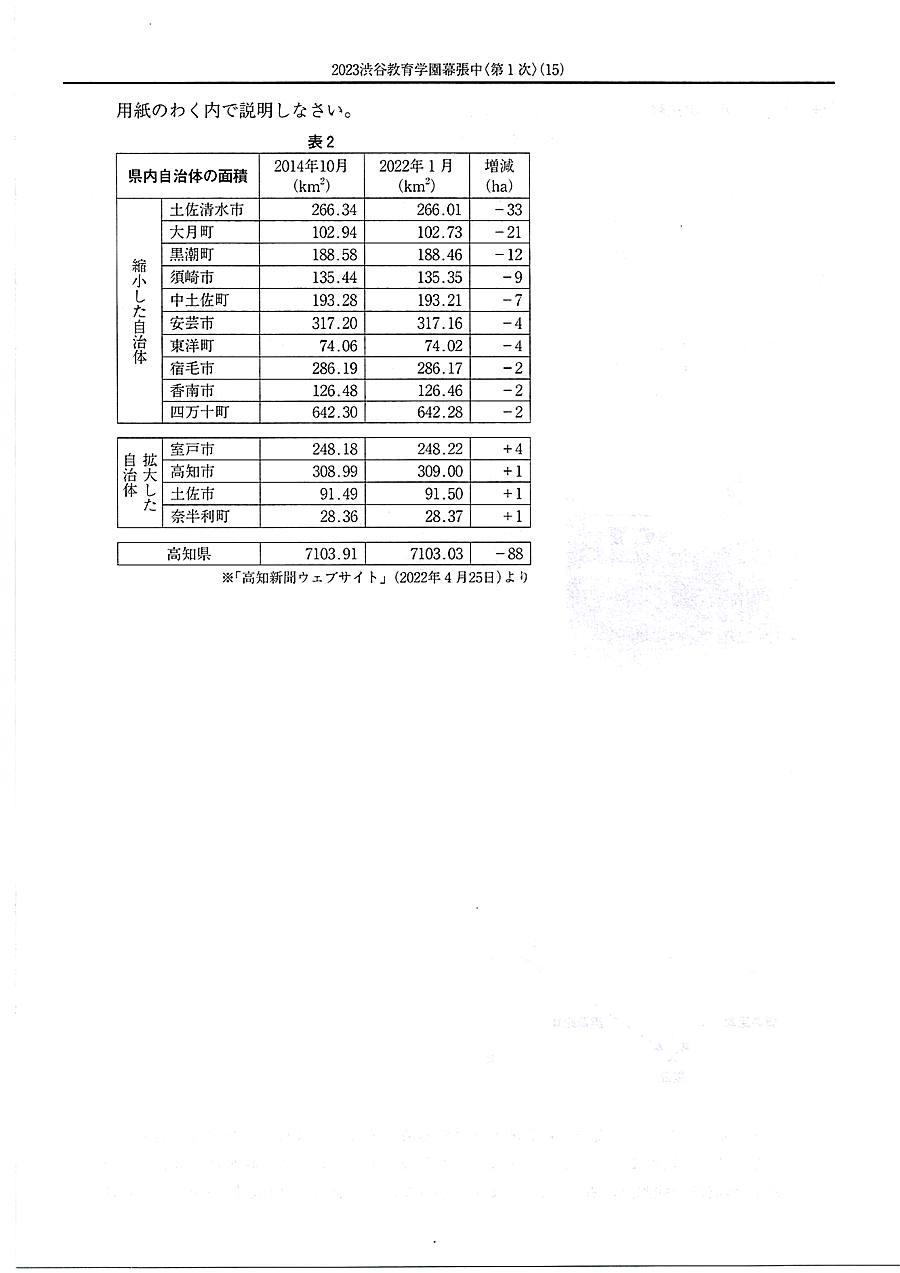 2023渋谷教育学園幕張中〈第1次〉(15)
用紙のわく内で説明しなさい。
表2
県内自治体の面積 2014年10月(km²) 2022年1月(km²) 増減(ha)
縮小した自治体
土佐清水市 266.34 266.01 −33
大月町 102.94 102.73 −21
黒潮町 188.58 188.46 −12
須崎市 135.44 135.35 −9
中土佐町 193.28 193.21 −7
安芸市 317.20 317.16 −4
東洋町 74.06 74.02 −4
宿毛市 286.19 286.17 −2
香南市 126.48 126.46 −2
四万十町 642.30 642.28 −2
拡大した自治体
室戸市 248.18 248.22 +4
高知市 308.99 309.00 +1
土佐市 91.49 91.50 +1
奈半利町 28.36 28.37 +1
高知県 7103.91 7103.03 −88
※「高知新聞ウェブサイト」(2022年4月25日)より